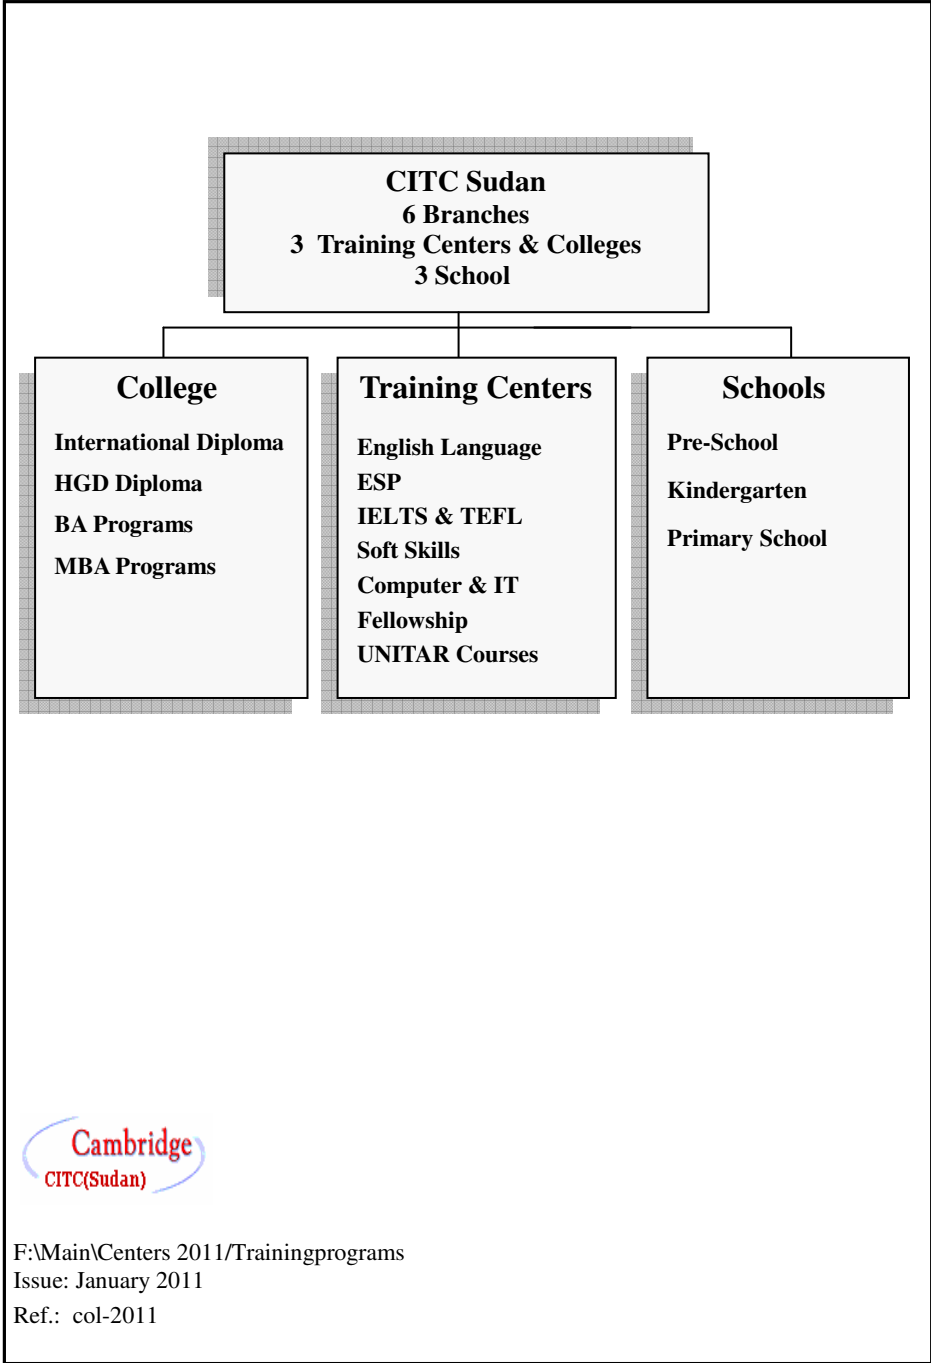 CITC Sudan
6 Branches
3 Training Centers & Colleges
3 School
College
International Diploma
HGD Diploma
BA Programs
MBA Programs
Training Centers
English Language
ESP
IELTS & TEFL
Soft Skills
Computer & IT
Fellowship
UNITAR Courses
Schools
Pre-School
Kindergarten
Primary School
Cambridge
CITC(Sudan)
F:\Main\Centers 2011/Trainingprograms
Issue: January 2011
Ref.: col-2011